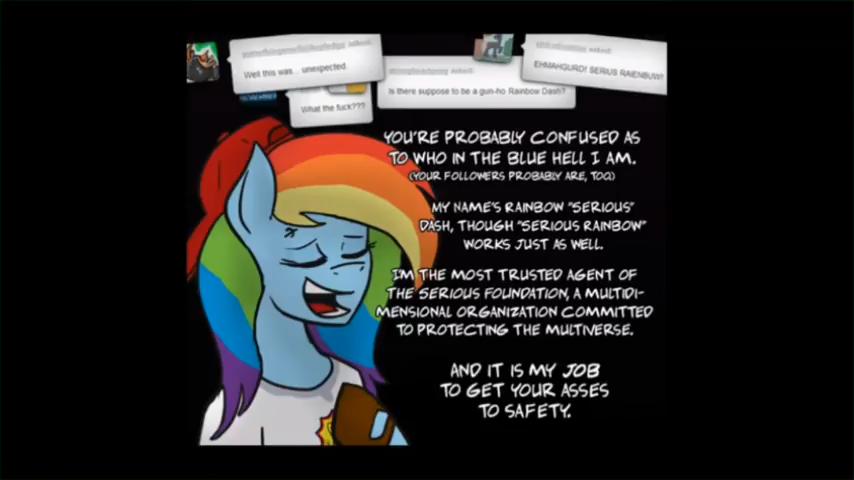 Well this was... unexpected.
EHMAHGURD! SERIUS RAIENBUW!
asked:
Is there suppose to be a gun-ho Rainbow Dash?
What the fuck???
YOU'RE PROBABLY CONFUSED AS
TO WHO IN THE BLUE HELL I AM.
(YOUR FOLLOWERS PROBABLY ARE, TOO.)
MY NAME'S RAINBOW "SERIOUS"
DASH, THOUGH "SERIOUS RAINBOW"
WORKS JUST AS WELL.
I'M THE MOST TRUSTED AGENT OF
THE SERIOUS FOUNDATION, A MULTIDI-
MENSIONAL ORGANIZATION COMMITTED
TO PROTECTING THE MULTIVERSE.
AND IT IS MY JOB
TO GET YOUR ASSES
TO SAFETY.